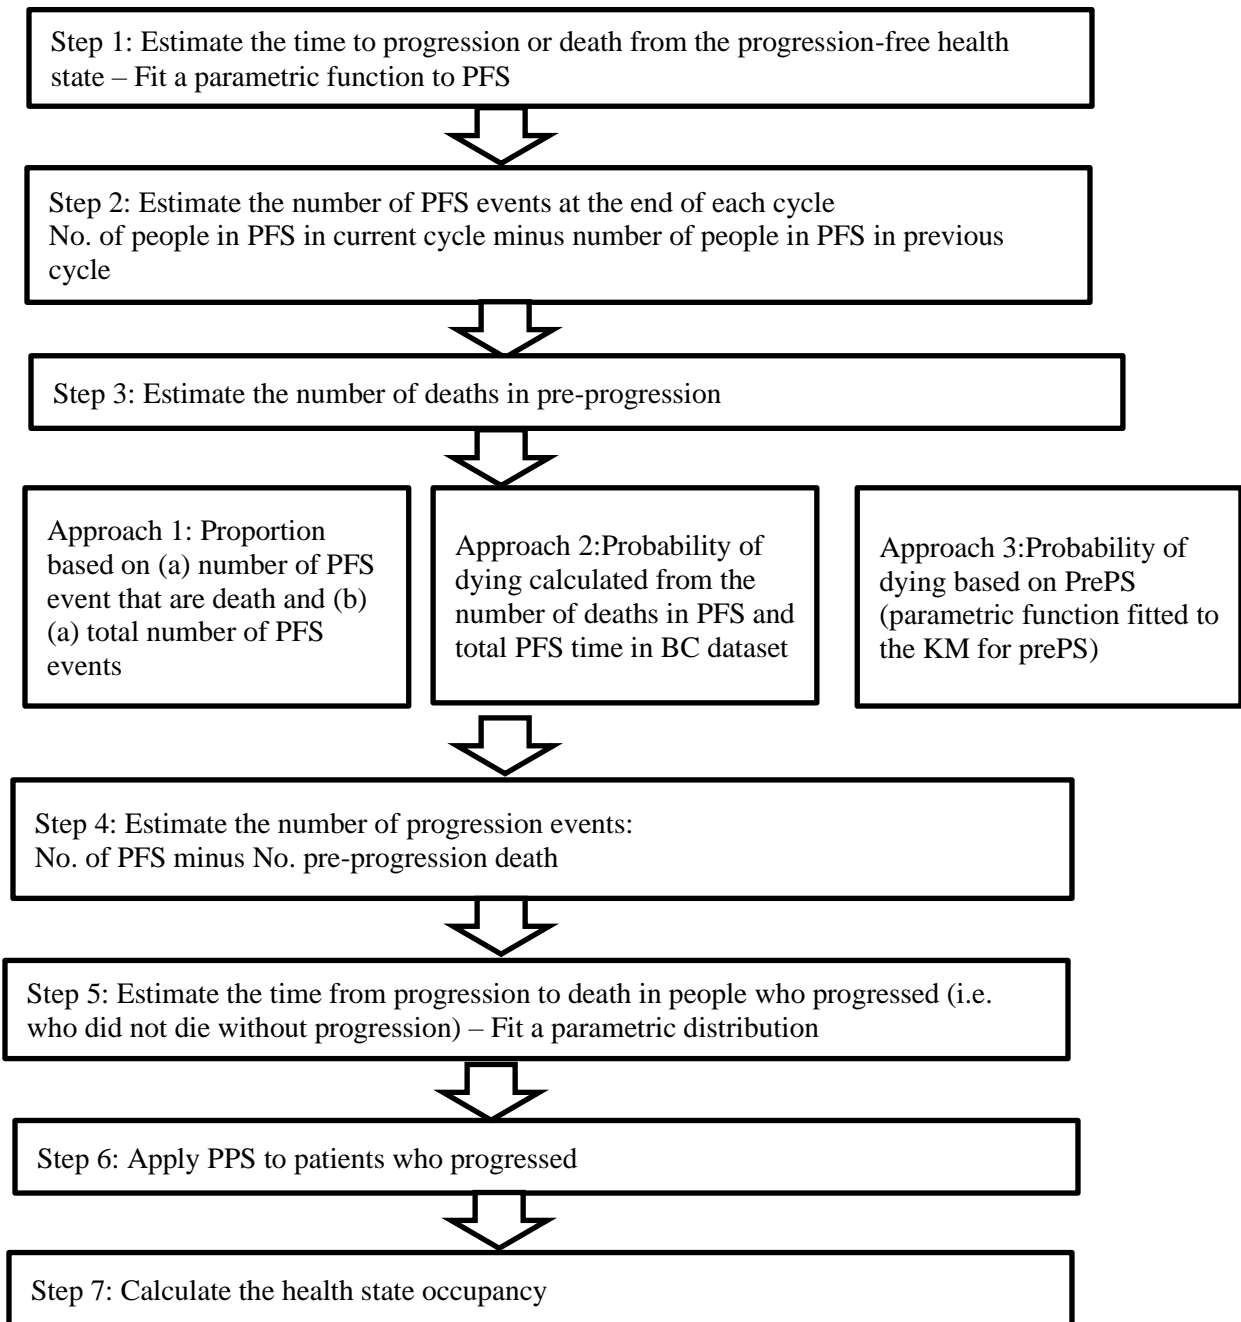 Step 1: Estimate the time to progression or death from the progression-free health
state – Fit a parametric function to PFS
Step 2: Estimate the number of PFS events at the end of each cycle
No. of people in PFS in current cycle minus number of people in PFS in previous
cycle
Step 3: Estimate the number of deaths in pre-progression
Approach 1: Proportion
based on (a) number of PFS
event that are death and (b)
(a) total number of PFS
events
Approach 2:Probability of
dying calculated from the
number of deaths in PFS and
total PFS time in BC dataset
Approach 3:Probability of
dying based on PrePS
(parametric function fitted to
the KM for prePS)
Step 4: Estimate the number of progression events:
No. of PFS minus No. pre-progression death
Step 5: Estimate the time from progression to death in people who progressed (i.e.
who did not die without progression) – Fit a parametric distribution
Step 6: Apply PPS to patients who progressed
Step 7: Calculate the health state occupancy